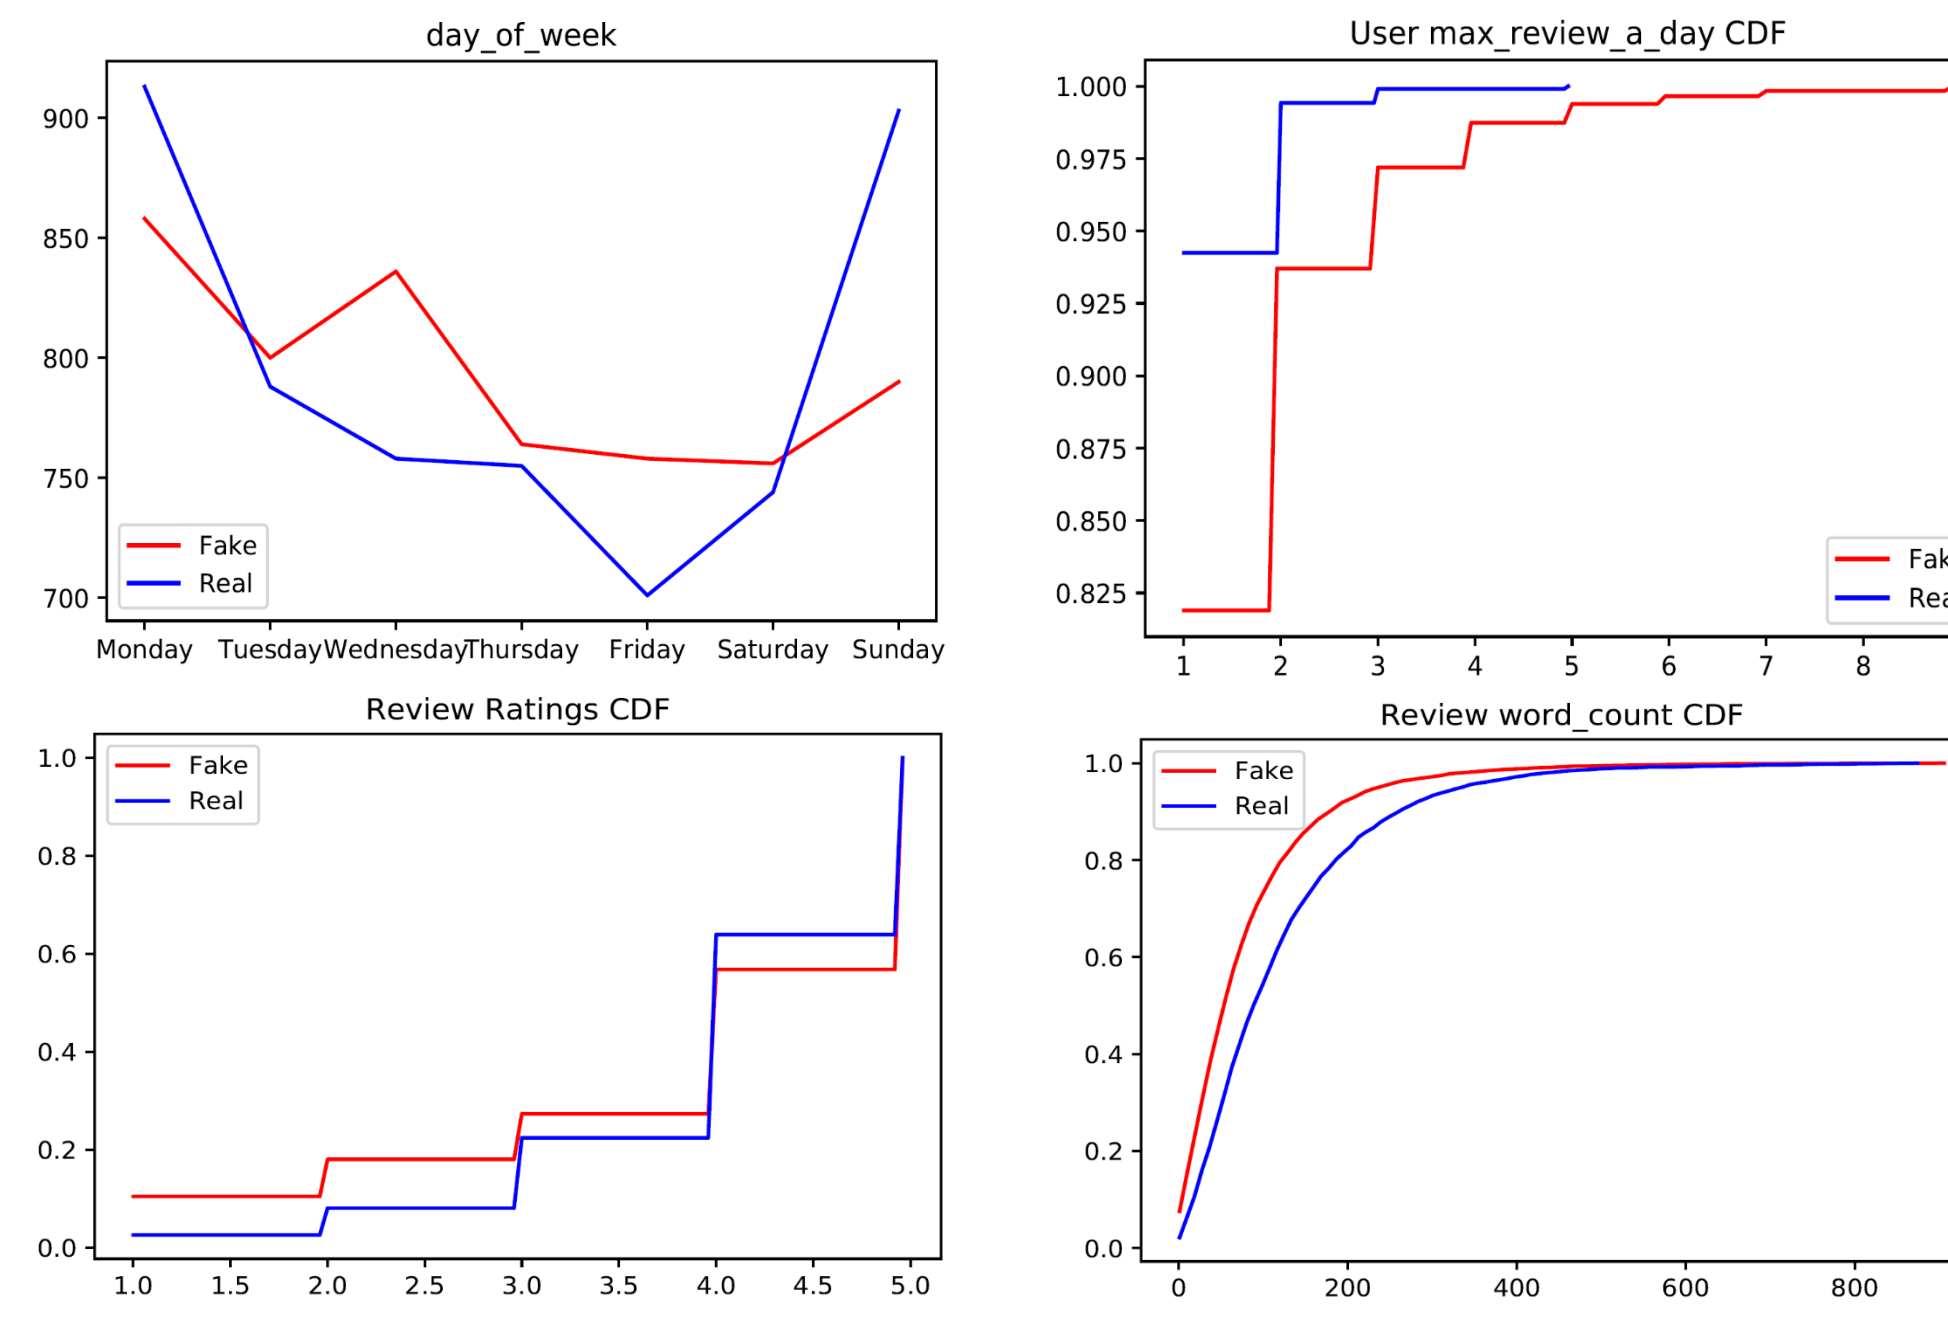 day_of_week
900
850
800
750
700
Fake
Real
Monday Tuesday Wednesday Thursday Friday Saturday Sunday
User max_review_a_day CDF
1.000
0.975
0.950
0.925
0.900
0.875
0.850
0.825
Fak
Rea
1 2 3 4 5 6 7 8
Review Ratings CDF
Fake
Real
1.0
0.8
0.6
0.4
0.2
0.0
1.0 1.5 2.0 2.5 3.0 3.5 4.0 4.5 5.0
Review word_count CDF
Fake
Real
1.0
0.8
0.6
0.4
0.2
0.0
0 200 400 600 800